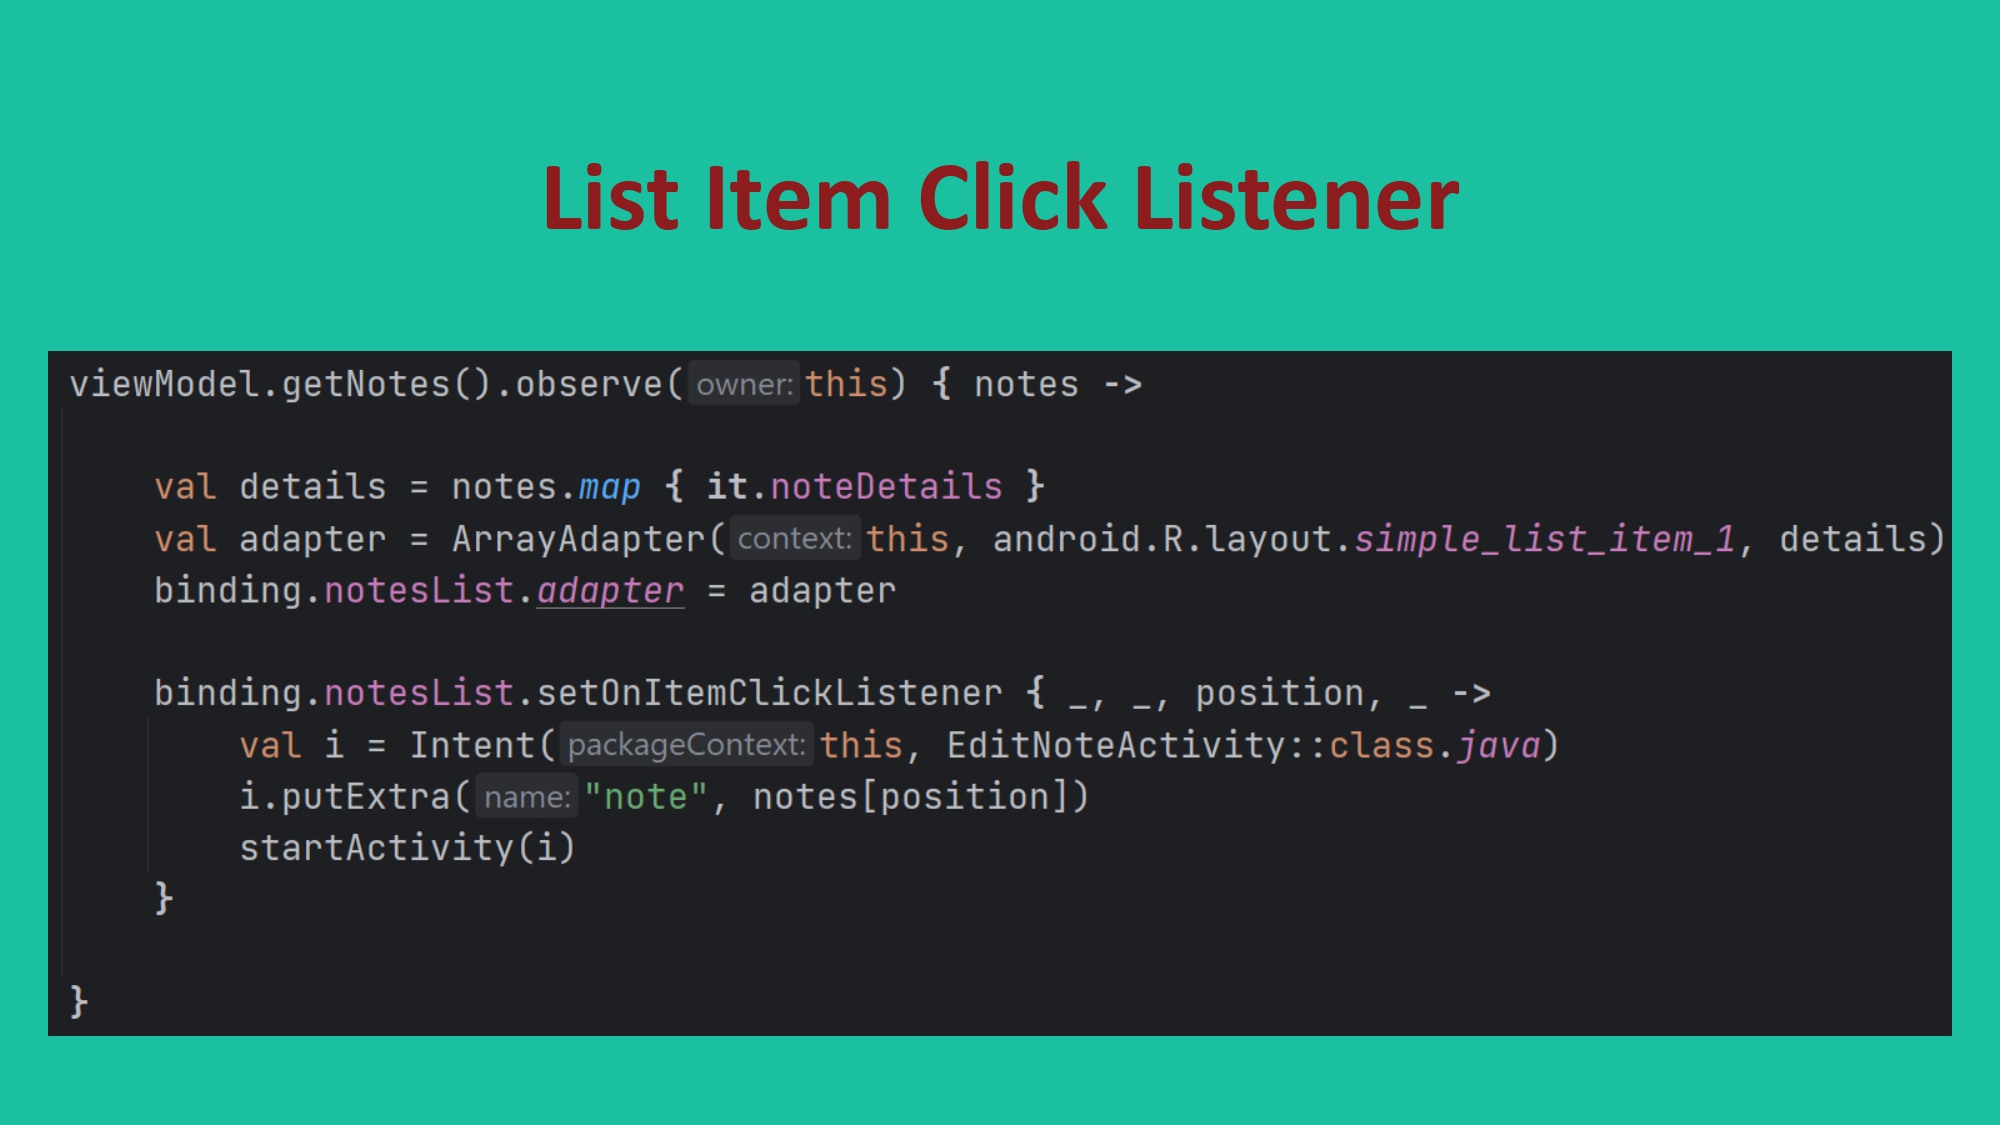 List Item Click Listener
viewModel.getNotes().observe( owner: this) { notes ->
val details = notes.map { it.noteDetails }
val adapter = ArrayAdapter( context: this, android.R.layout.simple_list_item_1, details)
binding.notesList.adapter = adapter
binding.notesList.setOnItemClickListener { _, _, position, _ ->
val i = Intent( packageContext: this, EditNoteActivity::class.java)
i.putExtra( name: "note", notes[position])
startActivity(i)
}
}